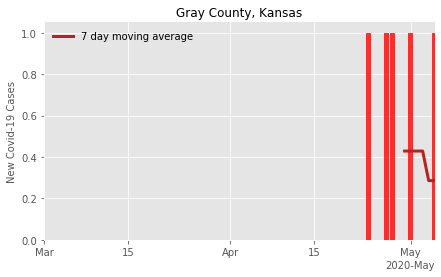 Gray County, Kansas
7 day moving average
New Covid-19 Cases
1.0
0.8
0.6
0.4
0.2
0.0
Mar 15 Apr 15 May
2020-May